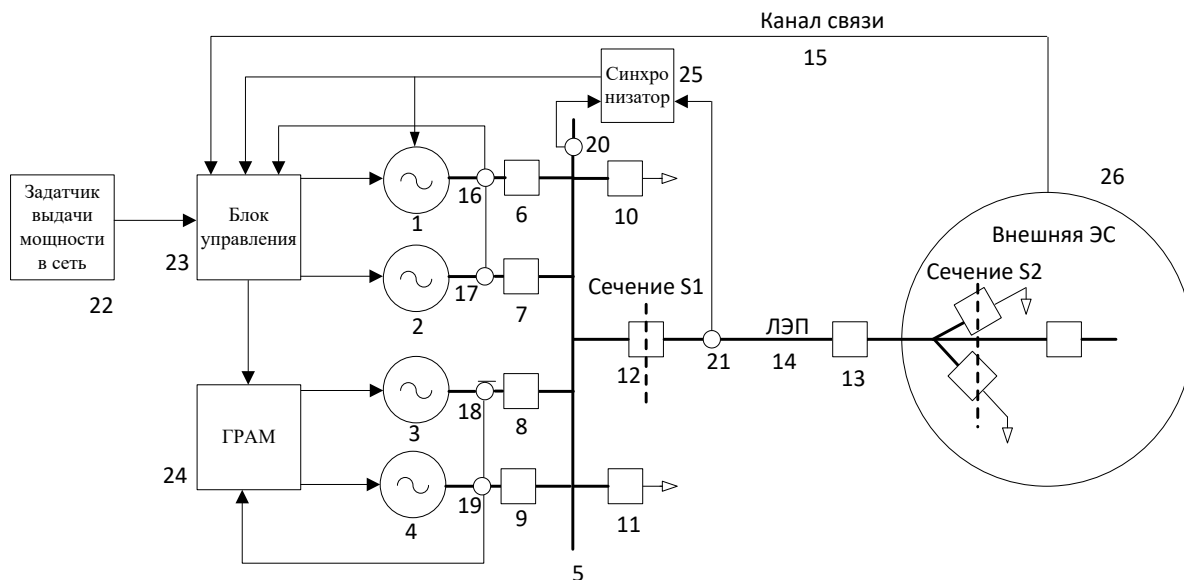 Канал связи
15
Синхро
низатор
25
20
Задатчик
выдачи
мощности
в сеть
22
Блок
управления
23
1
16
6
10
26
Внешняя ЭС
2
17
7
Сечение S1
Сечение S2
12
21
ЛЭП
14
13
ГРАМ
24
3
18
8
4
19
9
11
5